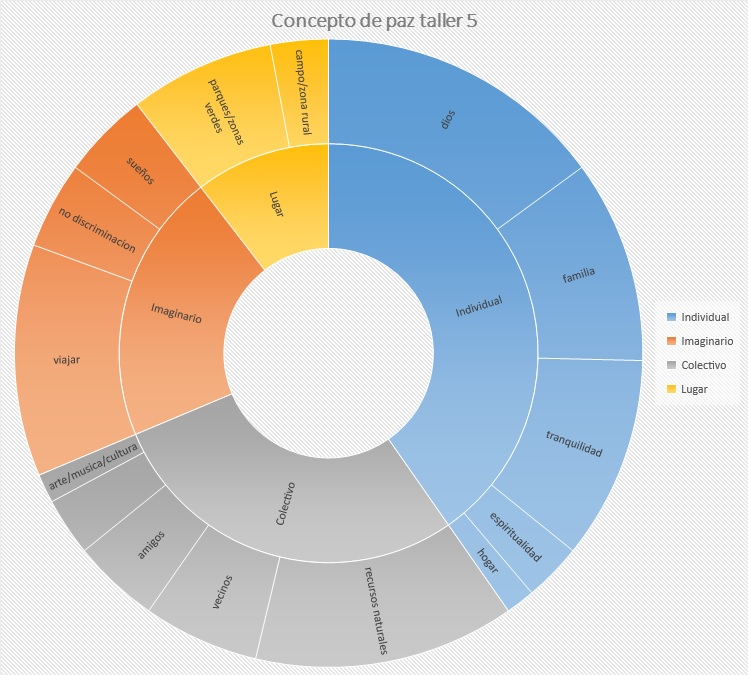 Concepto de paz taller 5
dios
familia
tranquilidad
espiritualidad
hogar
recursos naturales
vecinos
amigos
arte/musica/cultura
viajar
no discriminacion
sueños
parques/zonas
verdes
campo/zona rural
Individual
Colectivo
Imaginario
Lugar
Individual
Imaginario
Colectivo
Lugar